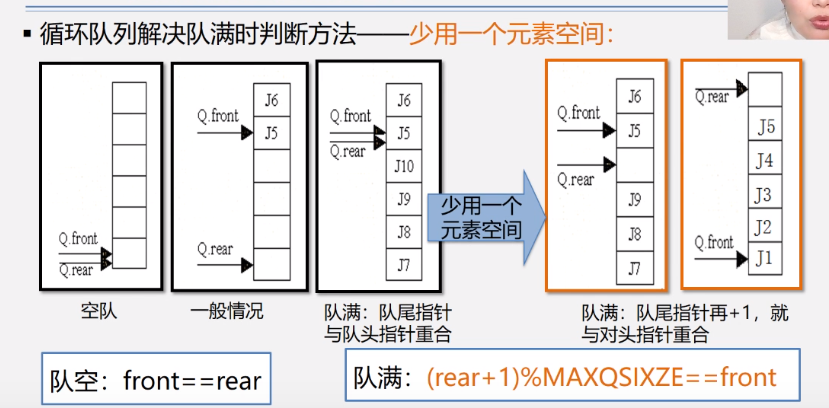 ▪ 循环队列解决队满时判断方法——少用一个元素空间：
Q.front
Q.rear
空队
Q.front
J6
J5
Q.rear
一般情况
Q.front
Q.rear
J6
J5
J10
J9
J8
J7
队满：队尾指针
与队头指针重合
少用一个
元素空间
Q.front
Q.rear
J6
J5
J9
J8
J7
Q.rear
J5
J4
J3
J2
Q.front
J1
队满：队尾指针再+1，就
与对头指针重合
队空：front==rear
队满：(rear+1)%MAXQSIXZE==front